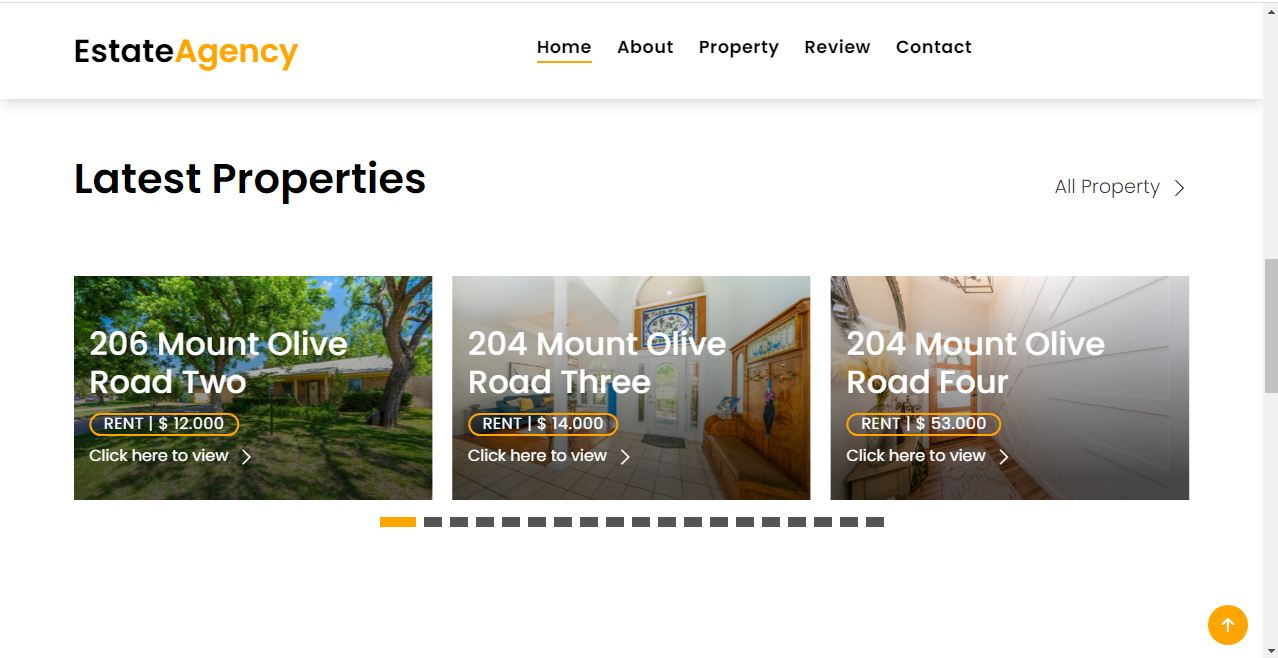 EstateAgency
Home About Property Review Contact
Latest Properties
All Property
206 Mount Olive
Road Two
RENT | $ 12.000
Click here to view
204 Mount Olive
Road Three
RENT | $ 14.000
Click here to view
204 Mount Olive
Road Four
RENT | $ 53.000
Click here to view